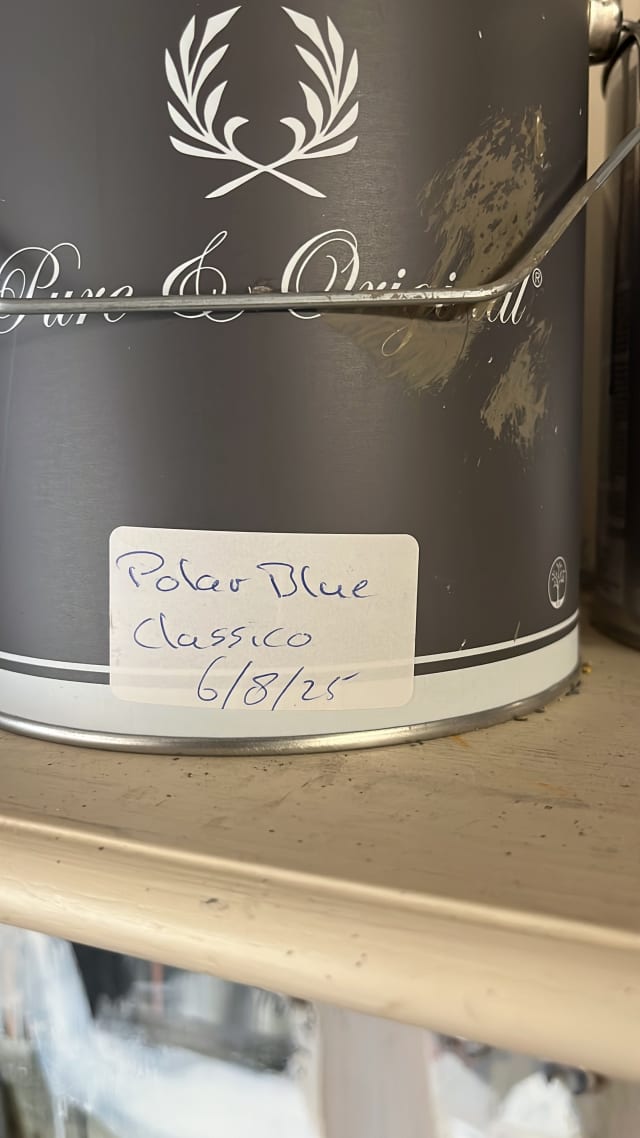 Pure & Original®
Polar Blue
Classico
6/8/25